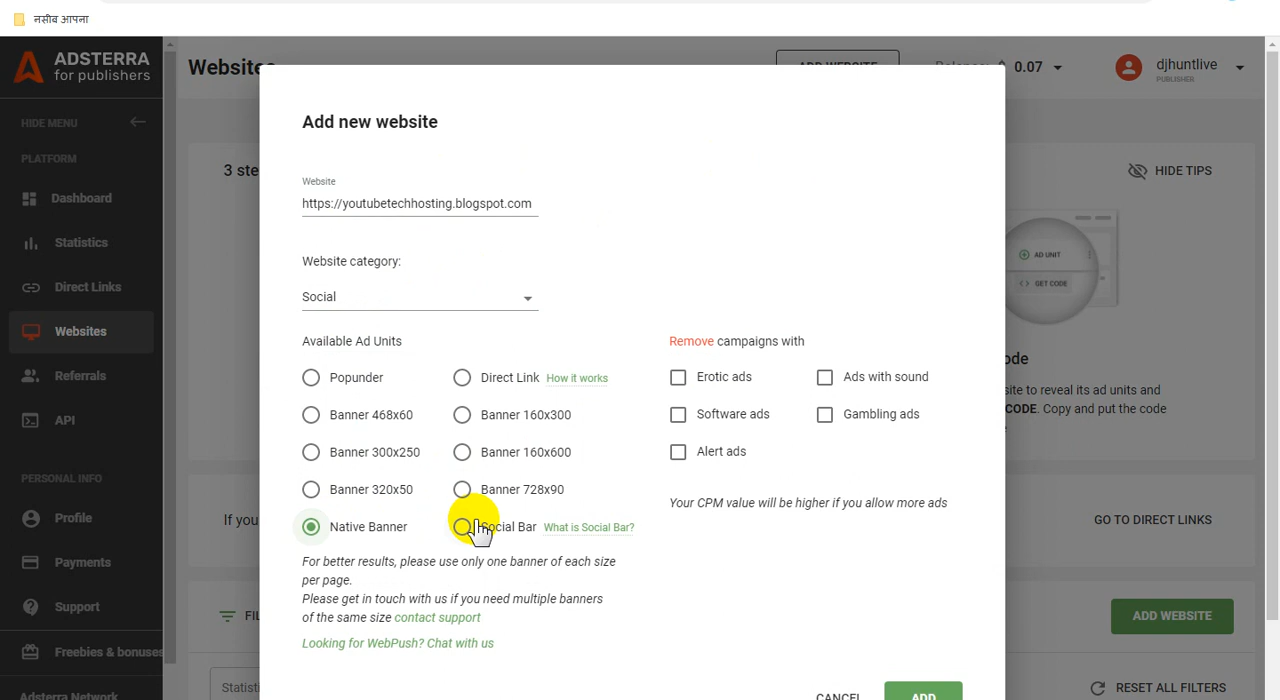 नसीब आपना
ADSTERRA
for publishers
Websites
ADD WEBSITE
0.07
djhuntlive
PUBLISHER
HIDE MENU
PLATFORM
Dashboard
Statistics
Direct Links
Websites
Referrals
API
PERSONAL INFO
Profile
Payments
Support
Freebies & bonuses
Adsterra Network
3 ste
HIDE TIPS
AD UNIT
GET CODE
ode
site to reveal its ad units and
CODE. Copy and put the code
If you
GO TO DIRECT LINKS
FIL
ADD WEBSITE
Statisti
RESET ALL FILTERS
Add new website
Website
https://youtubetechhosting.blogspot.com
Website category:
Social
Available Ad Units
Remove campaigns with
Popunder
Direct Link How it works
Erotic ads
Ads with sound
Banner 468x60
Banner 160x300
Software ads
Gambling ads
Banner 300x250
Banner 160x600
Alert ads
Banner 320x50
Banner 728x90
Your CPM value will be higher if you allow more ads
Native Banner
Social Bar What is Social Bar?
For better results, please use only one banner of each size
per page.
Please get in touch with us if you need multiple banners
of the same size contact support
Looking for WebPush? Chat with us
CANCEL
ADD